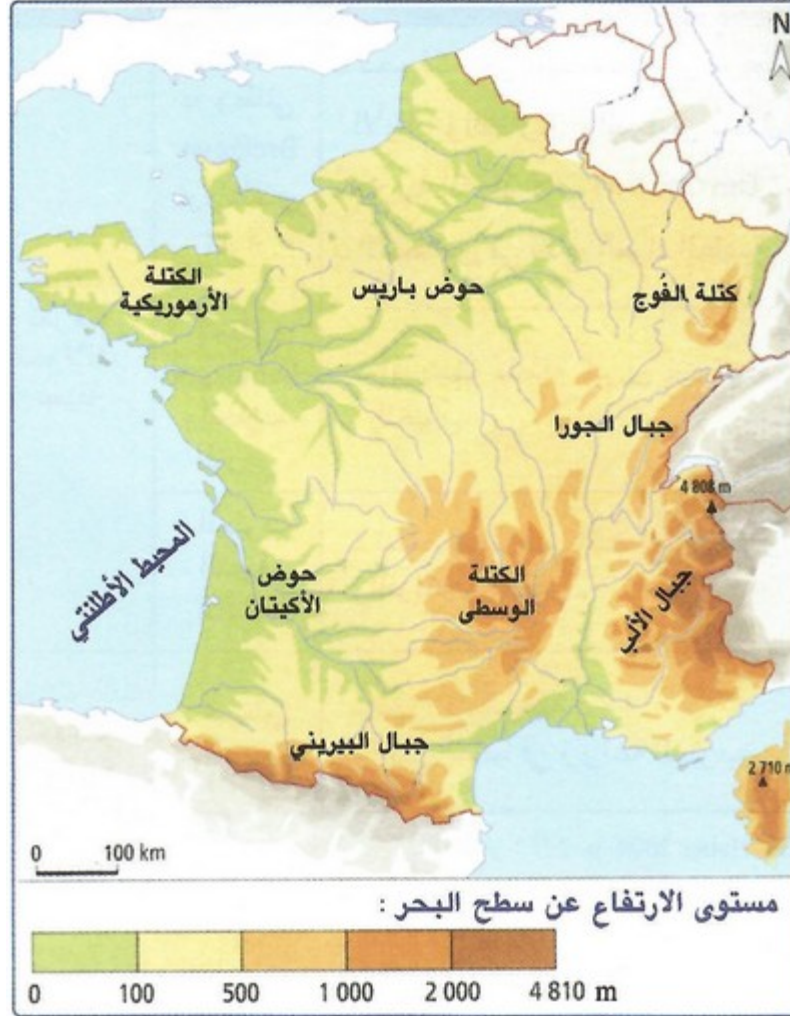 N
الكتلة
الأرموريكية
حوض باريس
كتلة الفُوج
جبال الجورا
4 808 m
المحيط الأطلنتي
حوض
الأكيتان
الكتلة
الوسطى
جبال الألب
جبال البيريني
2 710 m
0 100 km
مستوى الارتفاع عن سطح البحر :
0 100 500 1 000 2 000 4 810 m